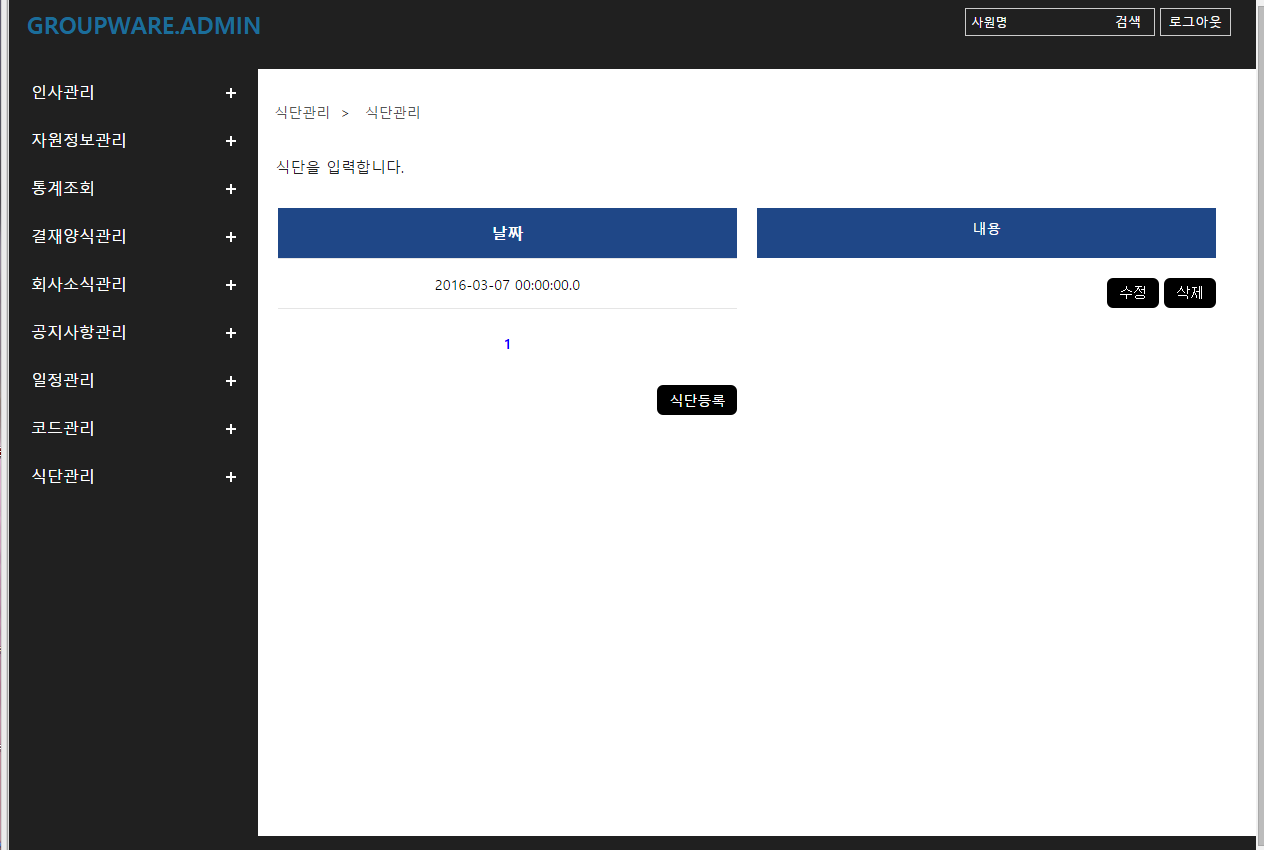 GROUPWARE.ADMIN
사원명 검색 로그아웃
인사관리 +
자원정보관리 +
통계조회 +
결재양식관리 +
회사소식관리 +
공지사항관리 +
일정관리 +
코드관리 +
식단관리 +
식단관리 > 식단관리
식단을 입력합니다.
날짜
2016-03-07 00:00:00.0
1
식단등록
내용
수정 삭제